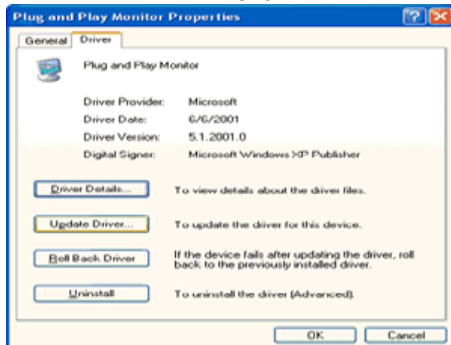 Plug and Play Monitor Properties
General Driver
Plug and Play Monitor
Driver Provider: Microsoft
Driver Date: 6/6/2001
Driver Version: 5.1.2001.0
Digital Signer: Microsoft Windows XP Publisher
Driver Details... To view details about the driver files.
Update Driver... To update the driver for this device.
Roll Back Driver If the device fails after updating the driver, roll
back to the previously installed driver.
Uninstall To uninstall the driver (Advanced).
OK Cancel